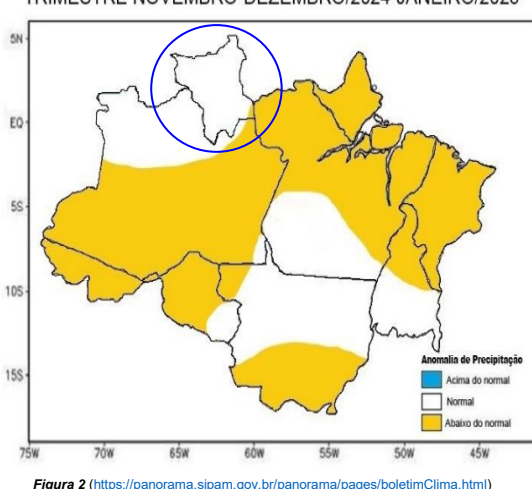 TRIMESTRE NOVEMBRO-DEZEMBRO/2024-JANEIRO/2025
5N
EQ
5S
10S
15S
Anomalia de Precipitação
Acima do normal
Normal
Abaixo do normal
75W 70W 65W 60W 55W 50W 45W
Figura 2 (https://panorama.sipam.gov.br/panorama/pages/boletimClima.html)